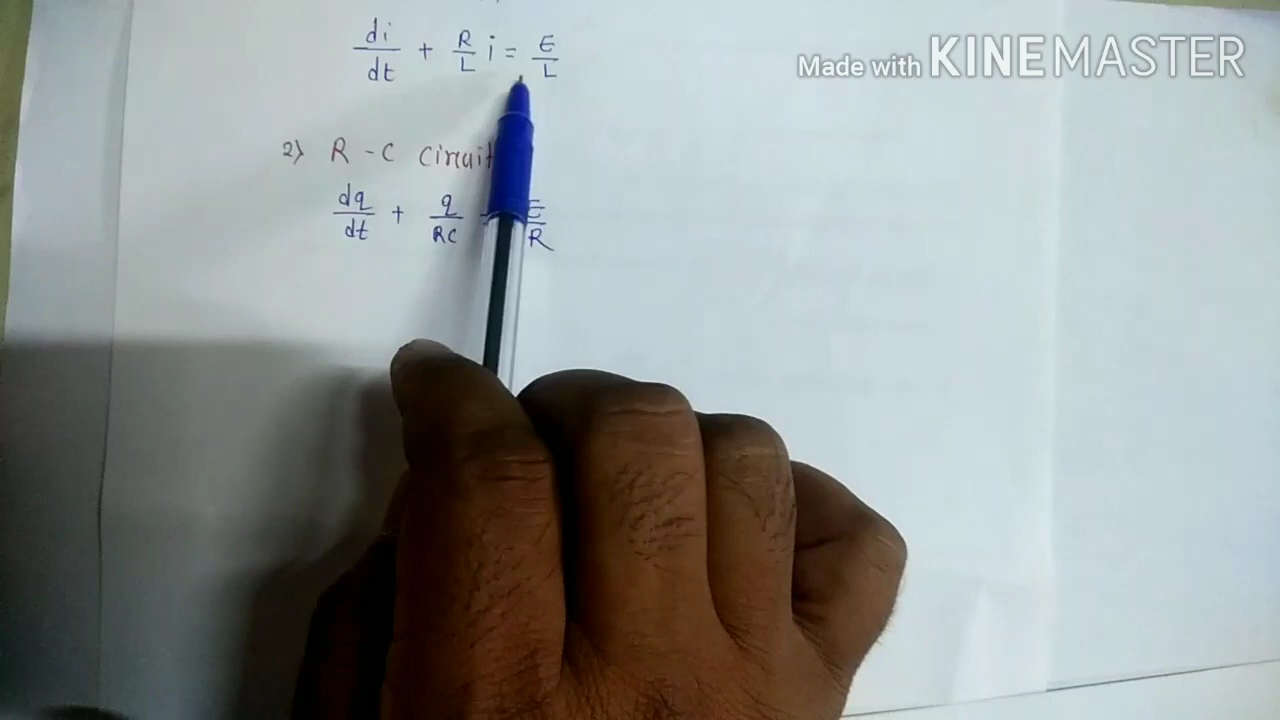 Made with KINEMASTER
di/dt + R/L i = E/L
2) R-C Circuit
dq/dt + q/RC = E/R